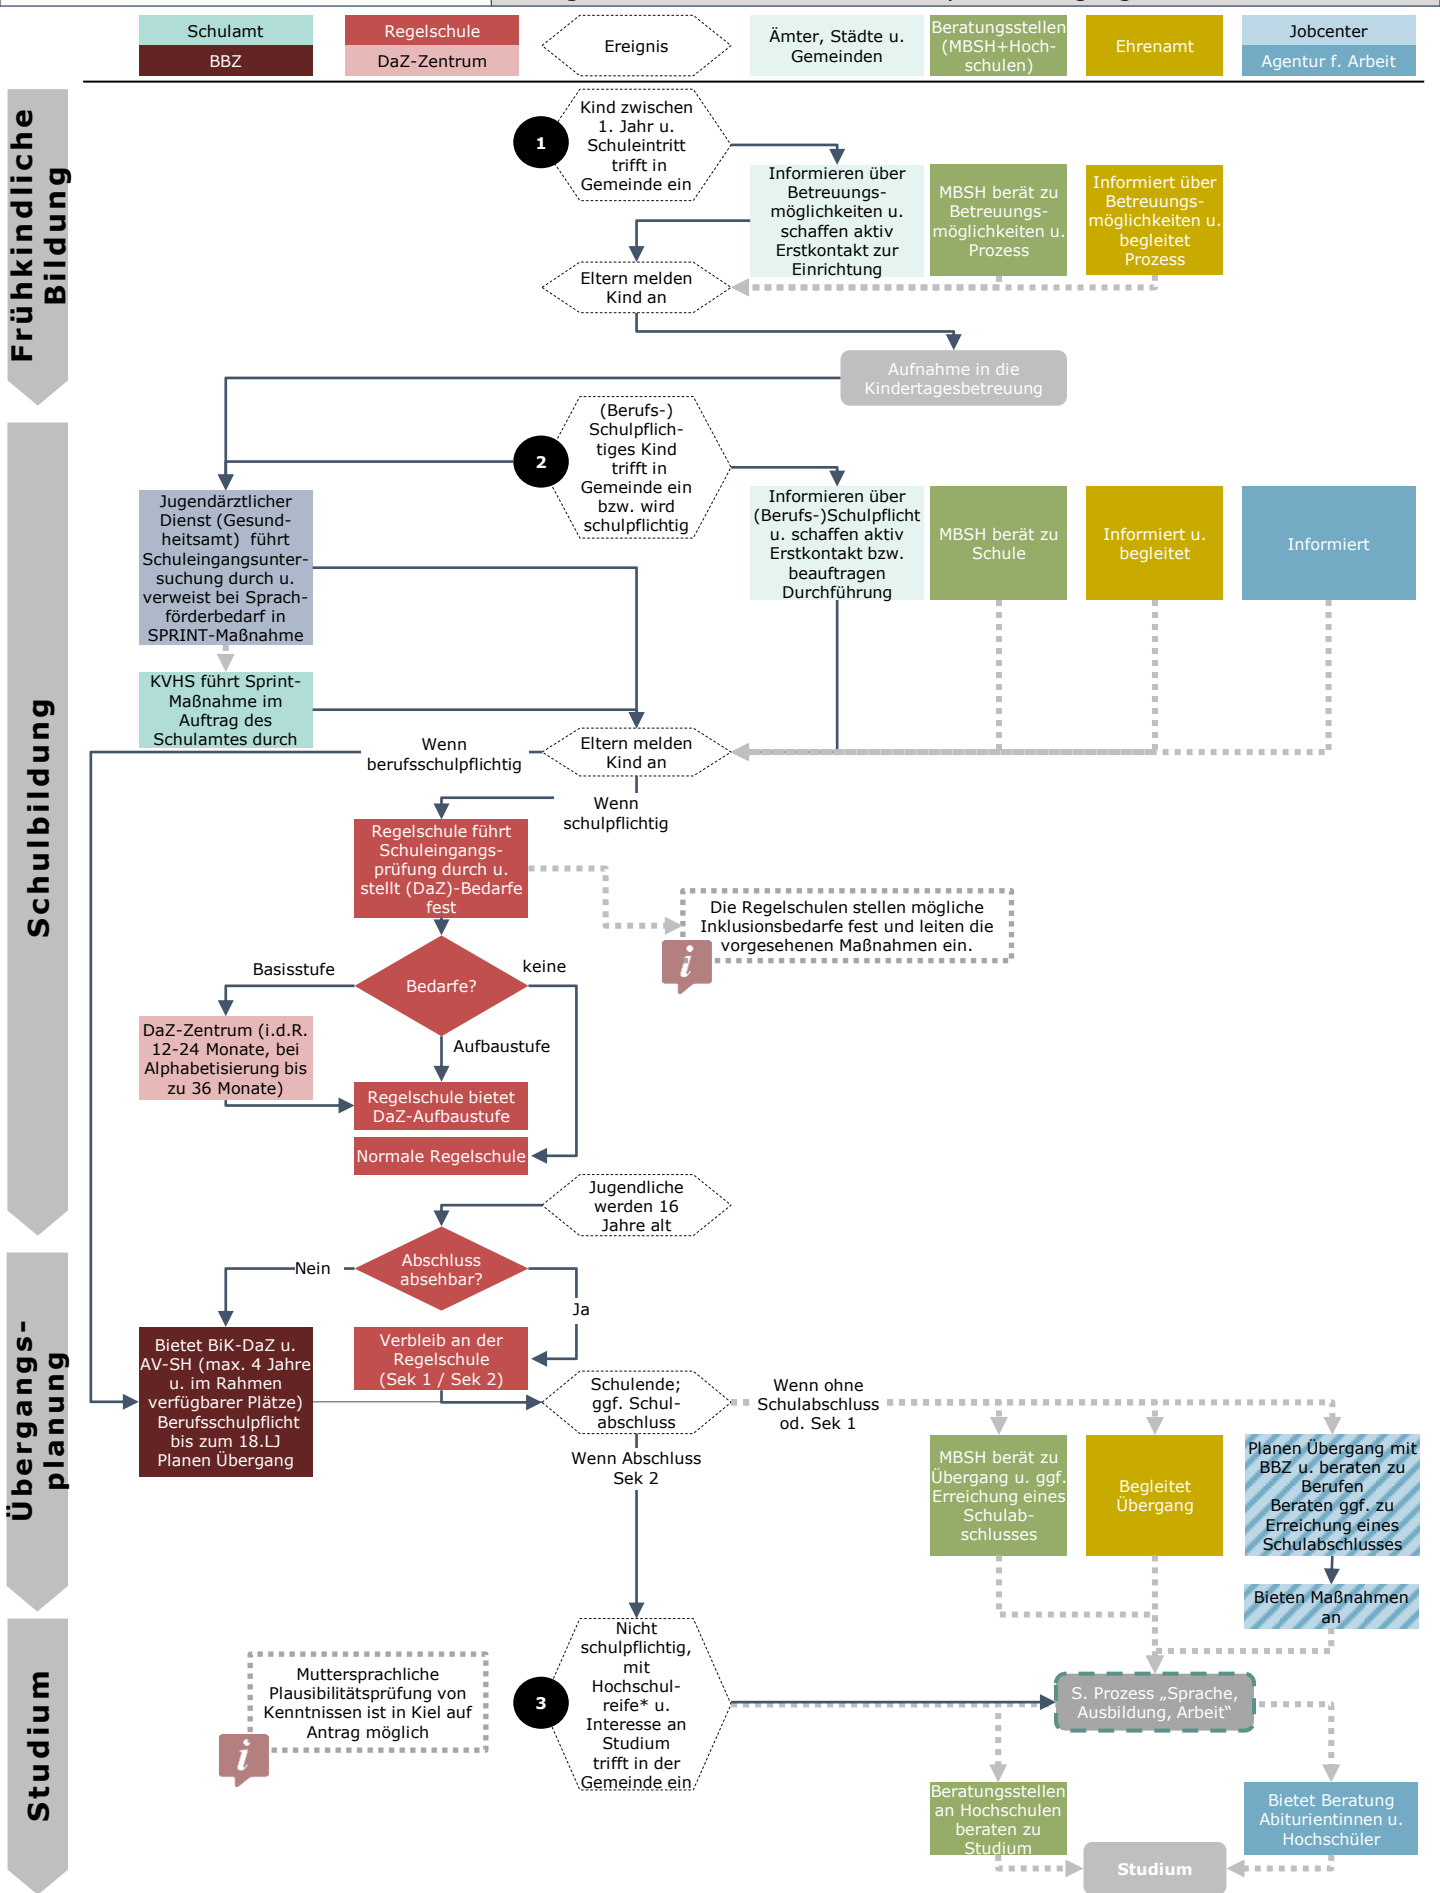 Schulamt
BBZ
Regelschule
DaZ-Zentrum
Ereignis
Ämter, Städte u.
Gemeinden
Beratungsstellen
(MBSH+Hoch-
schulen)
Ehrenamt
Jobcenter
Agentur f. Arbeit
Frühkindliche
Bildung
1
Kind zwischen
1. Jahr u.
Schuleintritt
trifft in
Gemeinde ein
Informieren über
Betreuungs-
möglichkeiten u.
schaffen aktiv
Erstkontakt zur
Einrichtung
MBSH berät zu
Betreuungs-
möglichkeiten u.
Prozess
Informiert über
Betreuungs-
möglichkeiten u.
begleitet
Prozess
Eltern melden
Kind an
Aufnahme in die
Kindertagesbetreuung
Schulbildung
2
(Berufs-)
Schulpflich-
tiges Kind
trifft in
Gemeinde ein
bzw. wird
schulpflichtig
Jugendärztlicher
Dienst (Gesund-
heitsamt)  führt
Schuleingangsunter-
suchung durch u.
verweist bei Sprach-
förderbedarf in
SPRINT-Maßnahme
Informieren über
(Berufs-)Schulpflicht
u. schaffen aktiv
Erstkontakt bzw.
beauftragen
Durchführung
MBSH berät zu
Schule
Informiert u.
begleitet
Informiert
KVHS führt Sprint-
Maßnahme im
Auftrag des
Schulamtes durch
Wenn
berufsschulpflichtig
Eltern melden
Kind an
Wenn
schulpflichtig
Regelschule führt
Schuleingangs-
prüfung durch u.
stellt (DaZ)-Bedarfe
fest
Die Regelschulen stellen mögliche
Inklusionsbedarfe fest und leiten die
vorgesehenen Maßnahmen ein.
i
Basisstufe
Bedarfe?
keine
DaZ-Zentrum (i.d.R.
12-24 Monate, bei
Alphabetisierung bis
zu 36 Monate)
Aufbaustufe
Regelschule bietet
DaZ-Aufbaustufe
Normale Regelschule
Jugendliche
werden 16
Jahre alt
Übergangs-
planung
Nein
Abschluss
absehbar?
Ja
Bietet BiK-DaZ u.
AV-SH (max. 4 Jahre
u. im Rahmen
verfügbarer Plätze)
Berufsschulpflicht
bis zum 18.LJ
Planen Übergang
Verbleib an der
Regelschule
(Sek 1 / Sek 2)
Schulende;
ggf. Schul-
abschluss
Wenn ohne
Schulabschluss
od. Sek 1
Wenn Abschluss
Sek 2
MBSH berät zu
Übergang u. ggf.
Erreichung eines
Schulab-
schlusses
Begleitet
Übergang
Planen Übergang mit
BBZ u. beraten zu
Berufen
Beraten ggf. zu
Erreichung eines
Schulabschlusses
Bieten Maßnahmen
an
Studium
Muttersprachliche
Plausibilitätsprüfung von
Kenntnissen ist in Kiel auf
Antrag möglich
i
3
Nicht
schulpflichtig,
mit
Hochschul-
reife* u.
Interesse an
Studium
trifft in der
Gemeinde ein
S. Prozess „Sprache,
Ausbildung, Arbeit“
Beratungsstellen
an Hochschulen
beraten zu
Studium
Bietet Beratung
Abiturientinnen u.
Hochschüler
Studium